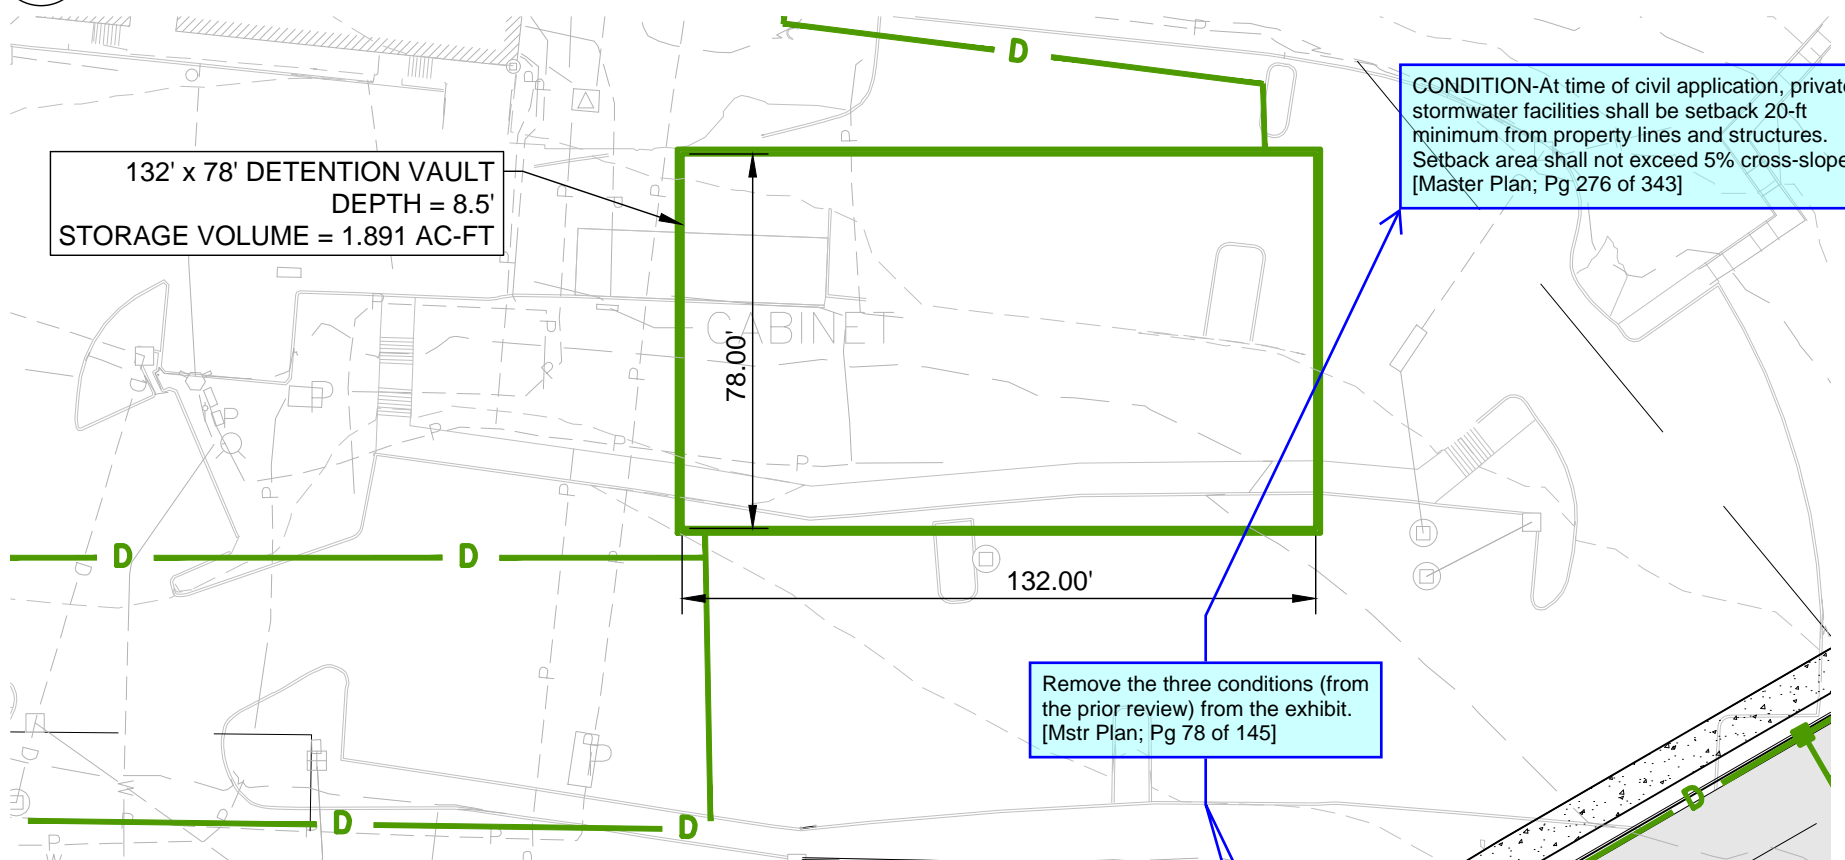 D
CONDITION-At time of civil application, private
stormwater facilities shall be setback 20-ft
minimum from property lines and structures.
Setback area shall not exceed 5% cross-slope
[Master Plan; Pg 276 of 343]
132' x 78' DETENTION VAULT
DEPTH = 8.5'
STORAGE VOLUME = 1.891 AC-FT
CABINET
78.00'
D D
132.00'
Remove the three conditions (from
the prior review) from the exhibit.
[Mstr Plan; Pg 78 of 145]
D
D D